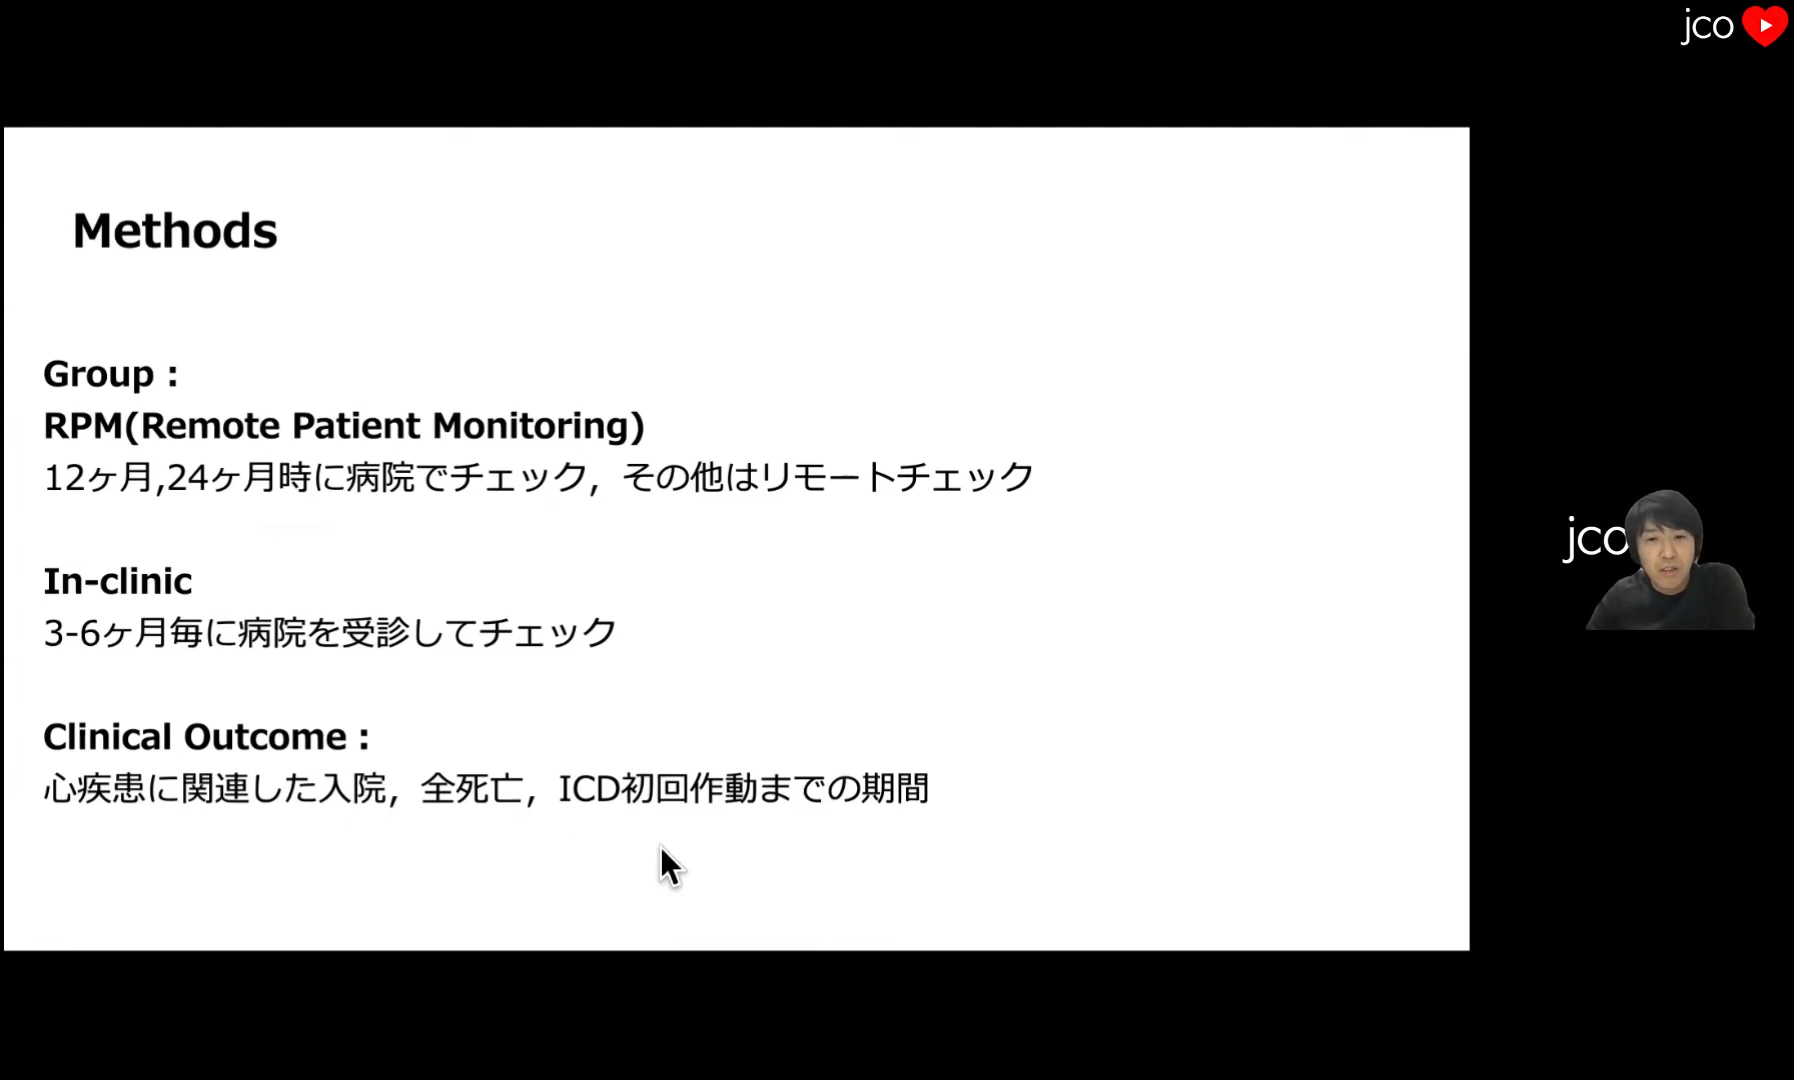 jco
Methods
Group :
RPM(Remote Patient Monitoring)
12ヶ月,24ヶ月時に病院でチェック，その他はリモートチェック
In-clinic
3-6ヶ月毎に病院を受診してチェック
jco
Clinical Outcome :
心疾患に関連した入院，全死亡，ICD初回作動までの期間